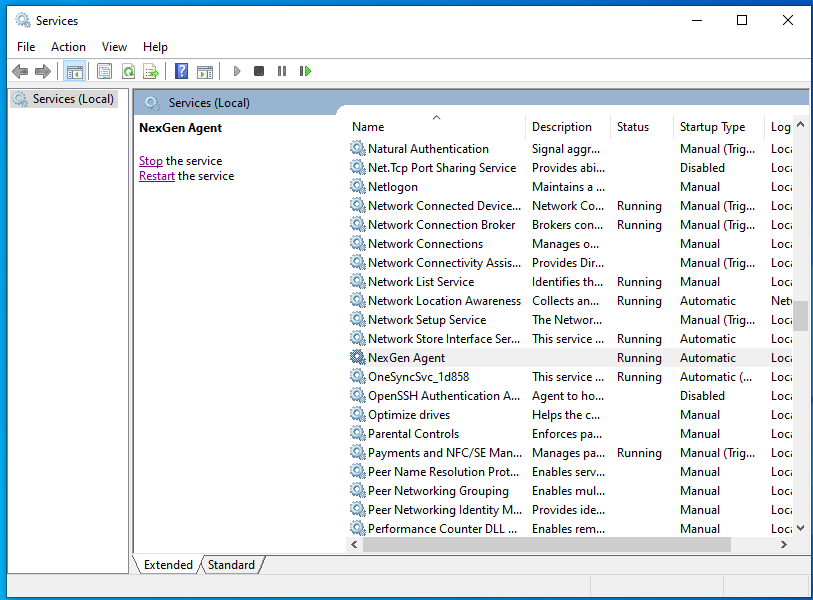 Services
File Action View Help
Services (Local)
Services (Local)
NexGen Agent
Stop the service
Restart the service
Name Description Status Startup Type Log
Natural Authentication Signal aggr... Manual (Trig... Loca
Net.Tcp Port Sharing Service Provides abi... Disabled Loca
Netlogon Maintains a ... Manual Loca
Network Connected Device... Network Co... Running Manual (Trig... Loca
Network Connection Broker Brokers con... Running Manual (Trig... Loca
Network Connections Manages o... Manual Loca
Network Connectivity Assis... Provides Dir... Manual (Trig... Loca
Network List Service Identifies th... Running Manual Loca
Network Location Awareness Collects an... Running Automatic Netw
Network Setup Service The Networ... Manual (Trig... Loca
Network Store Interface Ser... This service ... Running Automatic Loca
NexGen Agent Running Automatic Loca
OneSyncSvc_1d858 This service ... Running Automatic (... Loca
OpenSSH Authentication A... Agent to ho... Disabled Loca
Optimize drives Helps the c... Manual Loca
Parental Controls Enforces pa... Manual Loca
Payments and NFC/SE Man... Manages pa... Running Manual (Trig... Loca
Peer Name Resolution Prot... Enables serv... Manual Loca
Peer Networking Grouping Enables mul... Manual Loca
Peer Networking Identity M... Provides ide... Manual Loca
Performance Counter DLL ... Enables rem... Manual Loca
Extended Standard